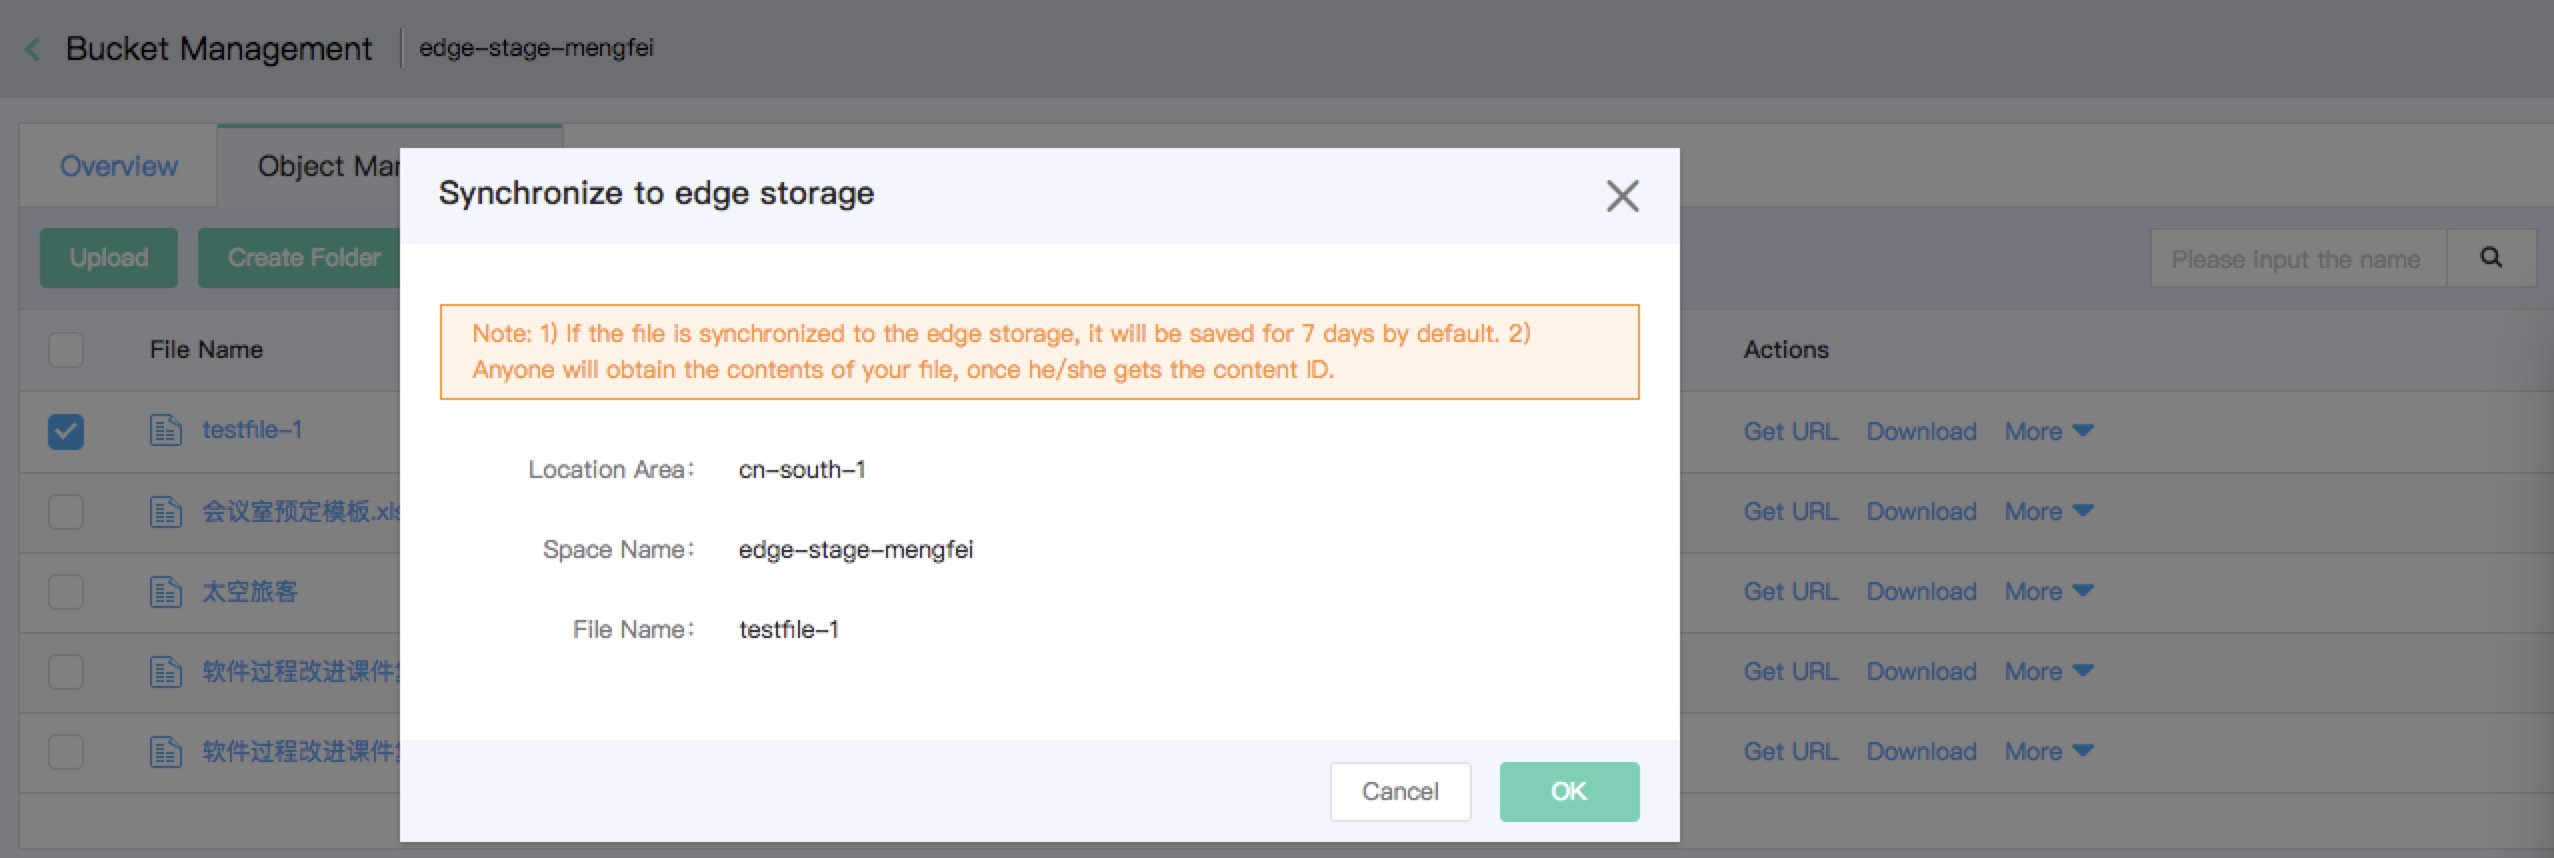 Bucket Management edge-stage-mengfei
Overview Object
Synchronize to edge storage
Upload Create Folder Please input the name
Note: 1) If the file is synchronized to the edge storage, it will be saved for 7 days by default. 2)
Anyone will obtain the contents of your file, once he/she gets the content ID.
File Name Actions
testfile-1 Get URL Download More
Location Area: cn-south-1
会议室预定模板.xls Get URL Download More
Space Name: edge-stage-mengfei
太空旅客 Get URL Download More
File Name: testfile-1
软件过程改进课件 Get URL Download More
软件过程改进课件 Get URL Download More
Cancel OK